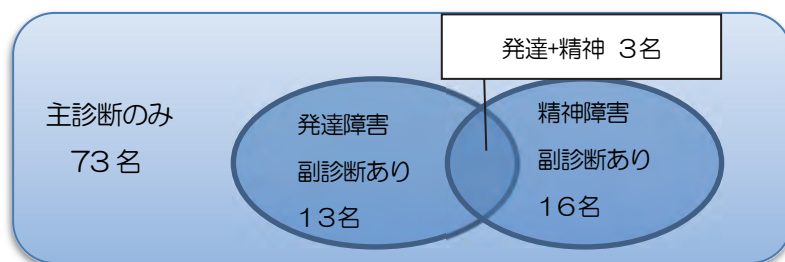 発達+精神 3名
主診断のみ
73名
発達障害
副診断あり
13名
精神障害
副診断あり
16名